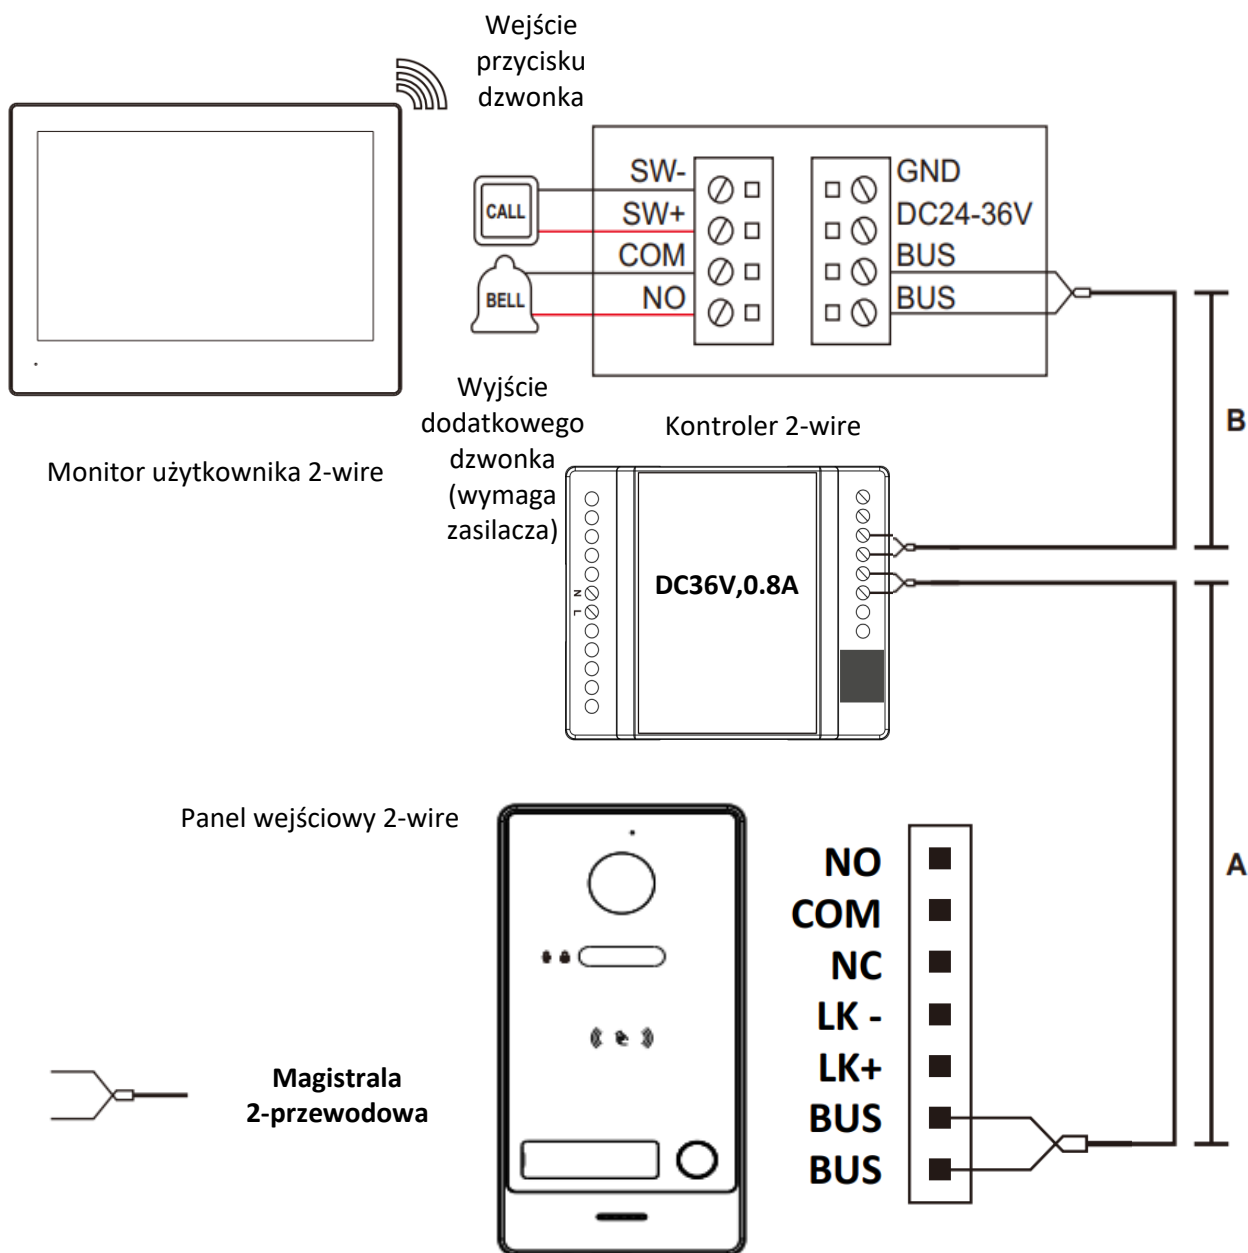 Wejście
przycisku
dzwonka
SW-
SW+
COM
NO
CALL
BELL
GND
DC24-36V
BUS
BUS
B
Wyjście
dodatkowego
dzwonka
(wymaga
zasilacza)
Kontroler 2-wire
Monitor użytkownika 2-wire
DC36V,0.8A
N
L
Panel wejściowy 2-wire
NO
COM
NC
LK -
LK+
BUS
BUS
A
Magistrala
2-przewodowa